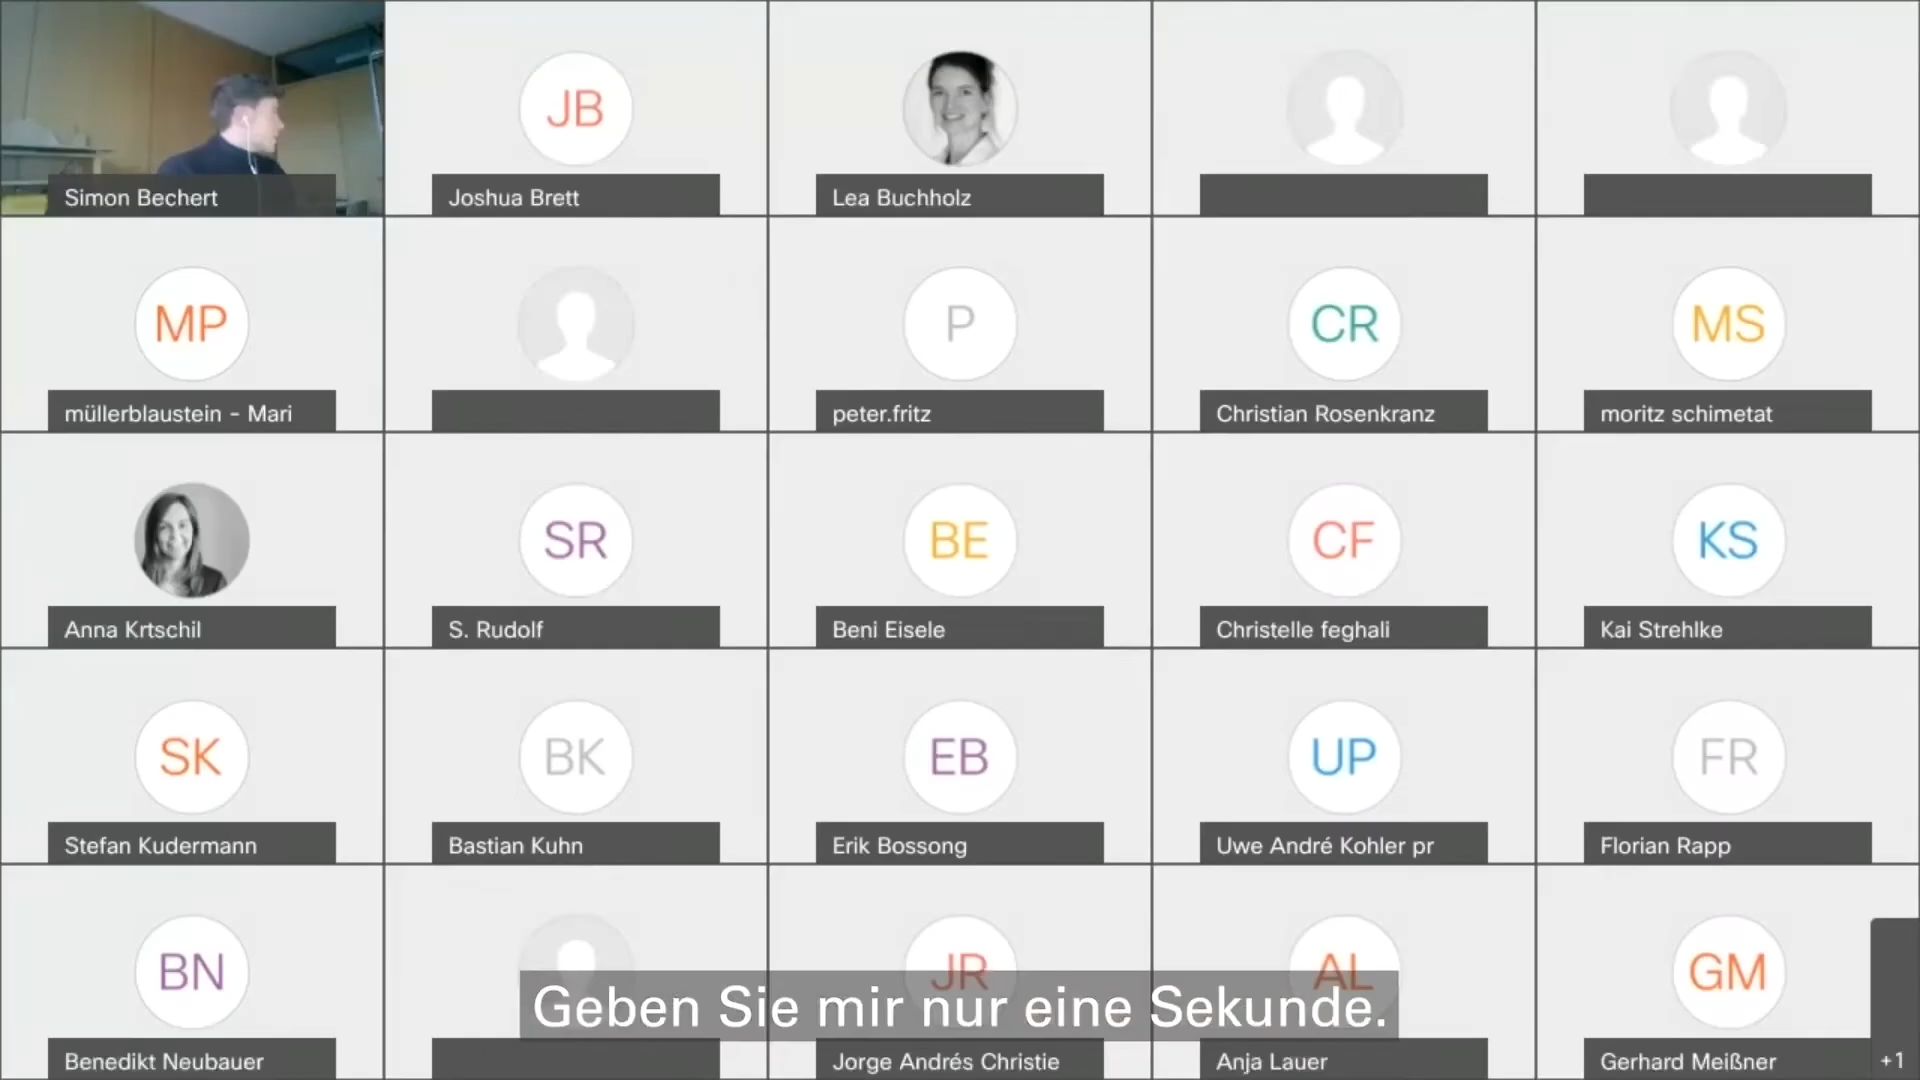 JB
Simon Bechert
Joshua Brett
Lea Buchholz
MP
P
CR
MS
müllerblaustein - Mari
peter.fritz
Christian Rosenkranz
moritz schimetat
SR
BE
CF
KS
Anna Krtschil
S. Rudolf
Beni Eisele
Christelle feghali
Kai Strehlke
SK
BK
EB
UP
FR
Stefan Kudermann
Bastian Kuhn
Erik Bossong
Uwe André Kohler pr
Florian Rapp
BN
JR
AL
GM
Geben Sie mir nur eine Sekunde.
Benedikt Neubauer
Jorge Andrés Christie
Anja Lauer
Gerhard Meißner
+1